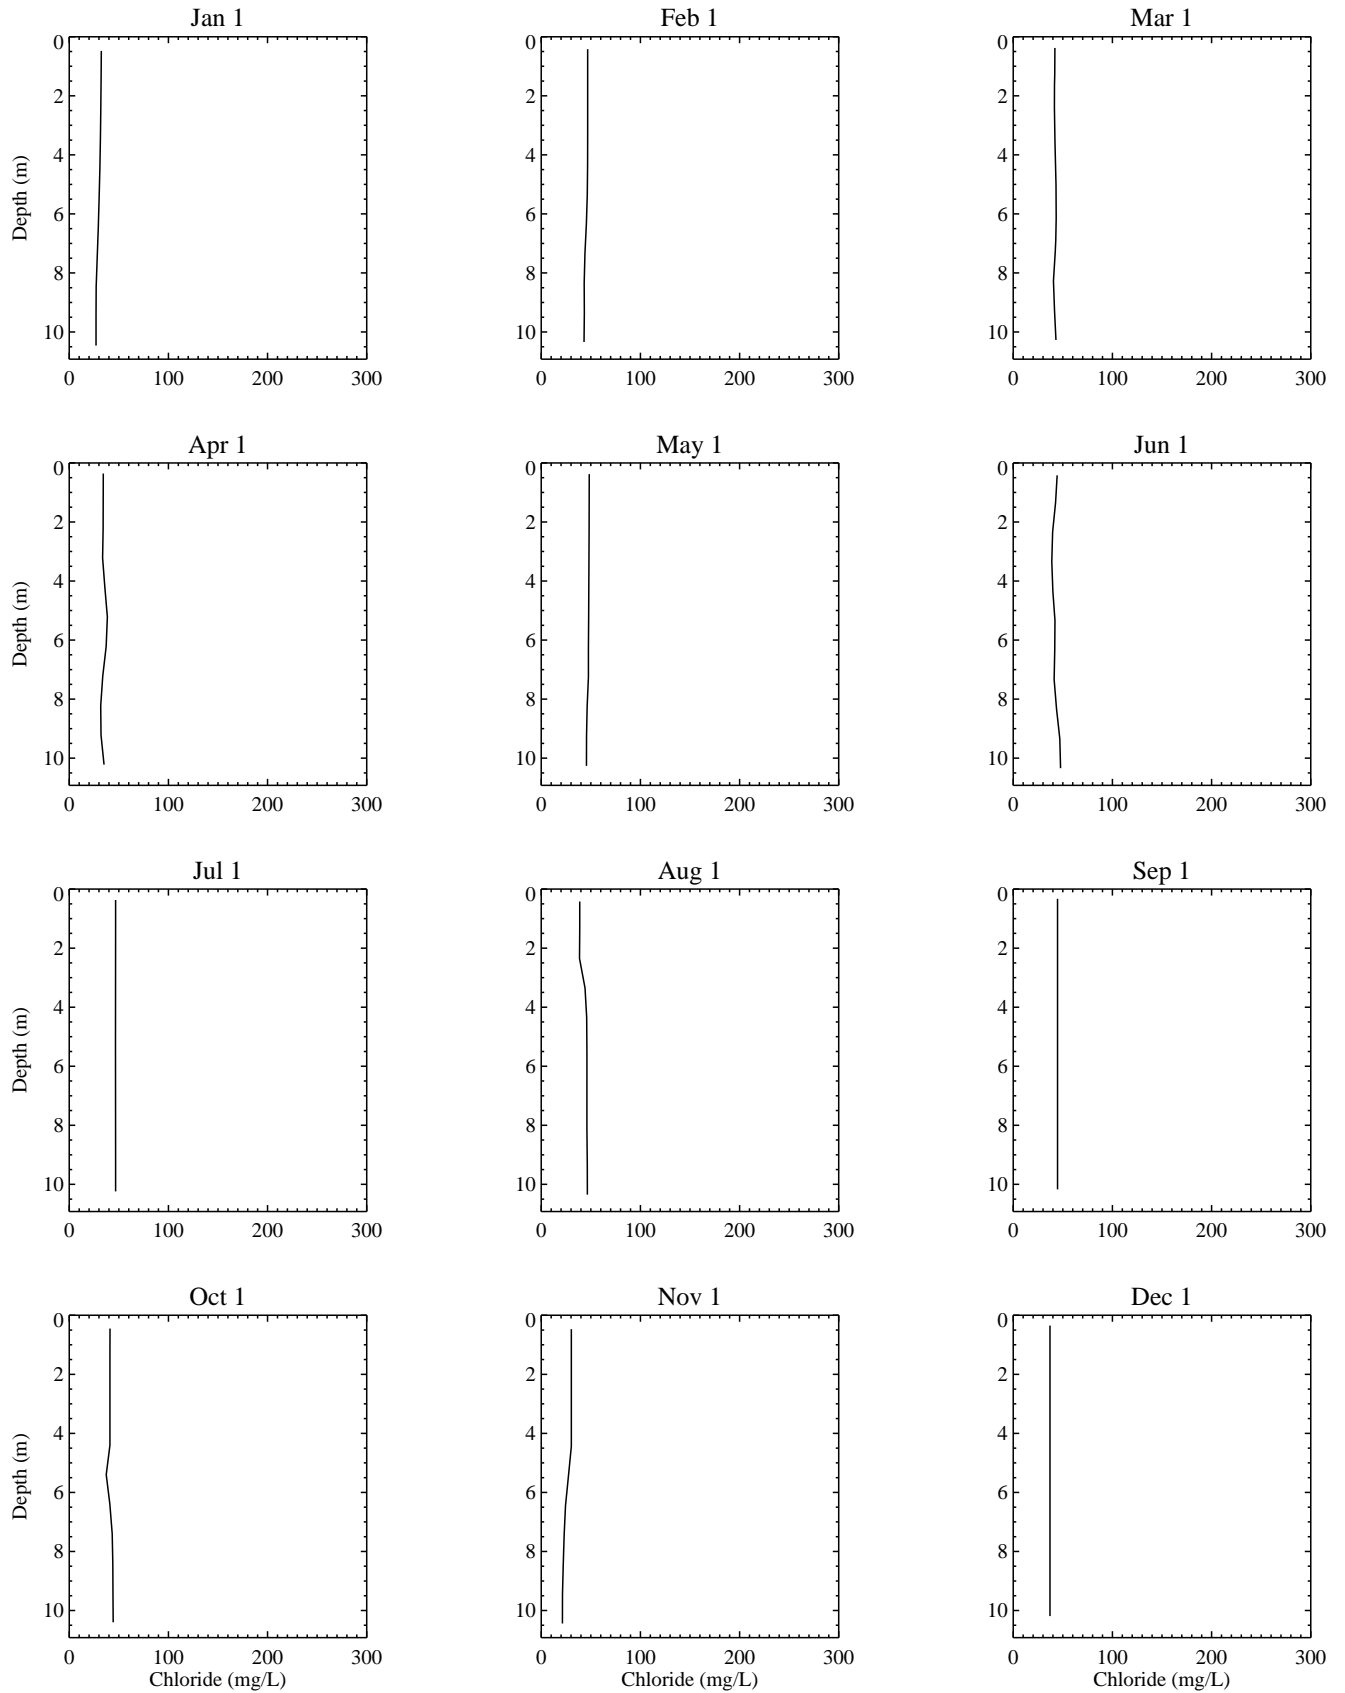 Jan 1 Feb 1 Mar 1
0 0 0
2 2 2
4 4 4
Depth (m)
6 6 6
8 8 8
10 10 10
0 100 200 300 0 100 200 300 0 100 200 300
Apr 1 May 1 Jun 1
0 0 0
2 2 2
4 4 4
Depth (m)
6 6 6
8 8 8
10 10 10
0 100 200 300 0 100 200 300 0 100 200 300
Jul 1 Aug 1 Sep 1
0 0 0
2 2 2
4 4 4
Depth (m)
6 6 6
8 8 8
10 10 10
0 100 200 300 0 100 200 300 0 100 200 300
Oct 1 Nov 1 Dec 1
0 0 0
2 2 2
4 4 4
Depth (m)
6 6 6
8 8 8
10 10 10
0 100 200 300 0 100 200 300 0 100 200 300
Chloride (mg/L) Chloride (mg/L) Chloride (mg/L)